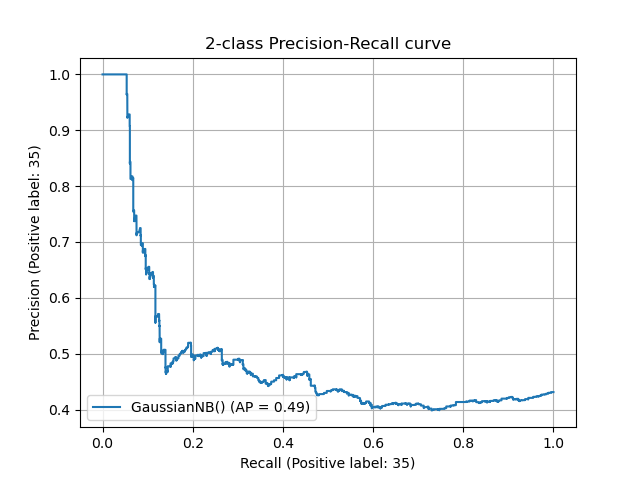 2-class Precision-Recall curve
1.0
0.9
0.8
0.7
0.6
0.5
0.4
Precision (Positive label: 35)
GaussianNB() (AP = 0.49)
0.0 0.2 0.4 0.6 0.8 1.0
Recall (Positive label: 35)